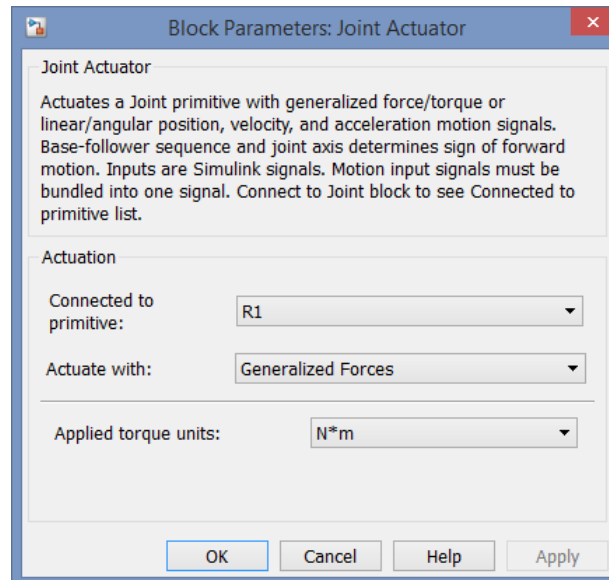 Block Parameters: Joint Actuator
Joint Actuator
Actuates a Joint primitive with generalized force/torque or
linear/angular position, velocity, and acceleration motion signals.
Base-follower sequence and joint axis determines sign of forward
motion. Inputs are Simulink signals. Motion input signals must be
bundled into one signal. Connect to Joint block to see Connected to
primitive list.
Actuation
Connected to
primitive:
R1
Actuate with:
Generalized Forces
Applied torque units:
N*m
OK
Cancel
Help
Apply